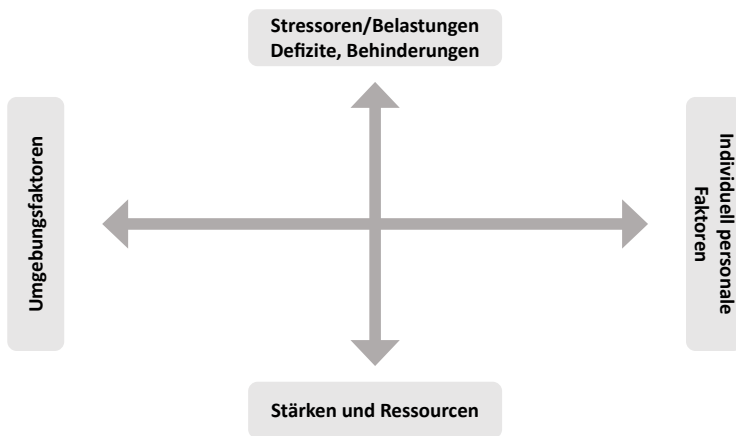 Stressoren/Belastungen
Defizite, Behinderungen
Umgebungsfaktoren
Individuell personale
Faktoren
Stärken und Ressourcen